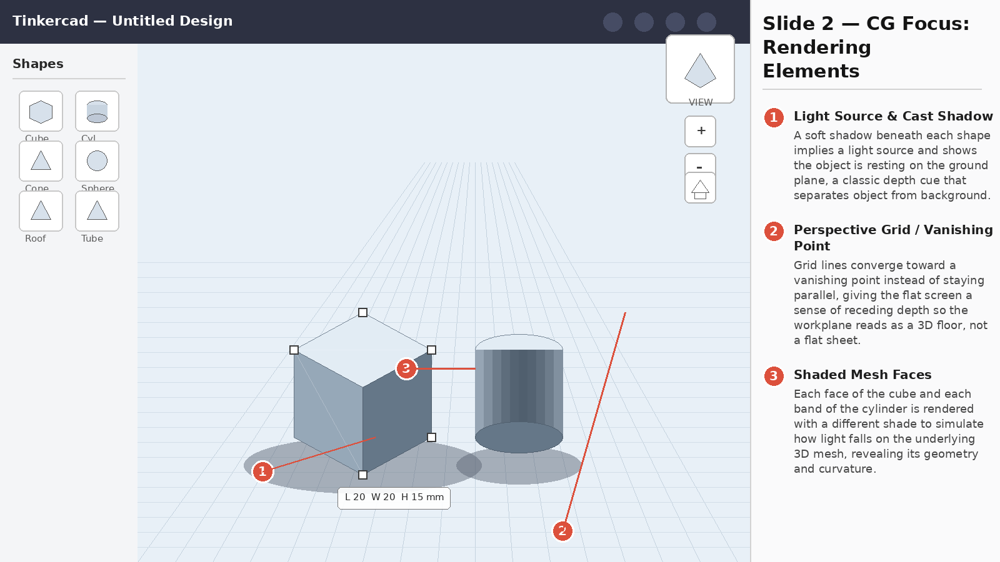 Tinkercad — Untitled Design
Shapes
Cube
Cyl
Cone
Sphere
Roof
Tube
VIEW
+
-
3
1
L 20 W 20 H 15 mm
2
Slide 2 — CG Focus:
Rendering
Elements
1
Light Source & Cast Shadow
A soft shadow beneath each shape
implies a light source and shows
the object is resting on the ground
plane, a classic depth cue that
separates object from background.
2
Perspective Grid / Vanishing
Point
Grid lines converge toward a
vanishing point instead of staying
parallel, giving the flat screen a
sense of receding depth so the
workplane reads as a 3D floor, not
a flat sheet.
3
Shaded Mesh Faces
Each face of the cube and each
band of the cylinder is rendered
with a different shade to simulate
how light falls on the underlying
3D mesh, revealing its geometry
and curvature.